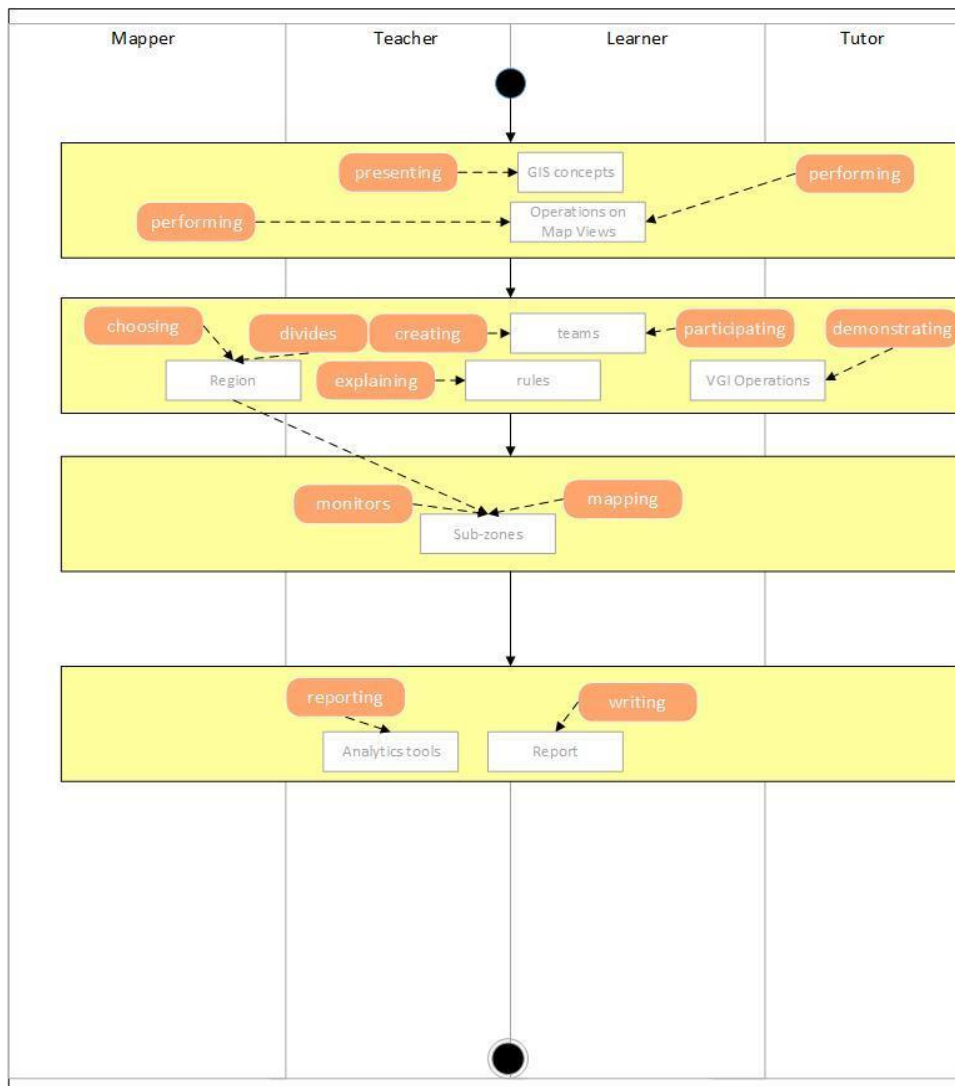 Mapper
Teacher
Learner
Tutor
presenting
GIS concepts
performing
performing
Operations on
Map Views
choosing
divides
creating
teams
participating
demonstrating
Region
explaining
rules
VGI Operations
monitors
mapping
Sub-zones
reporting
writing
Analytics tools
Report